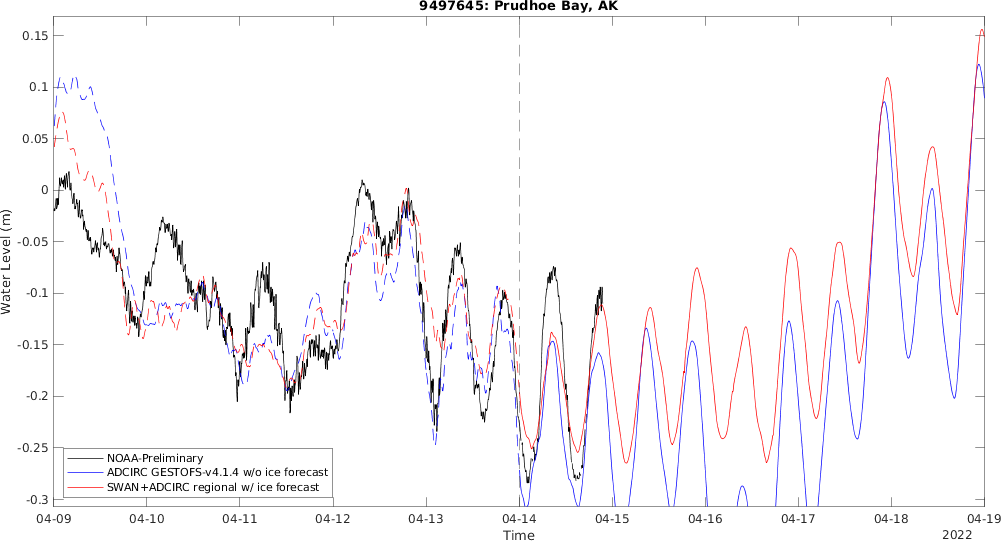 9497645: Prudhoe Bay, AK
Water Level (m)
0.15
0.1
0.05
0
-0.05
-0.1
-0.15
-0.2
-0.25
-0.3
NOAA-Preliminary
ADCIRC GESTOFS-v4.1.4 w/o ice forecast
SWAN+ADCIRC regional w/ ice forecast
04-09 04-10 04-11 04-12 04-13 04-14 04-15 04-16 04-17 04-18 04-19
Time
2022